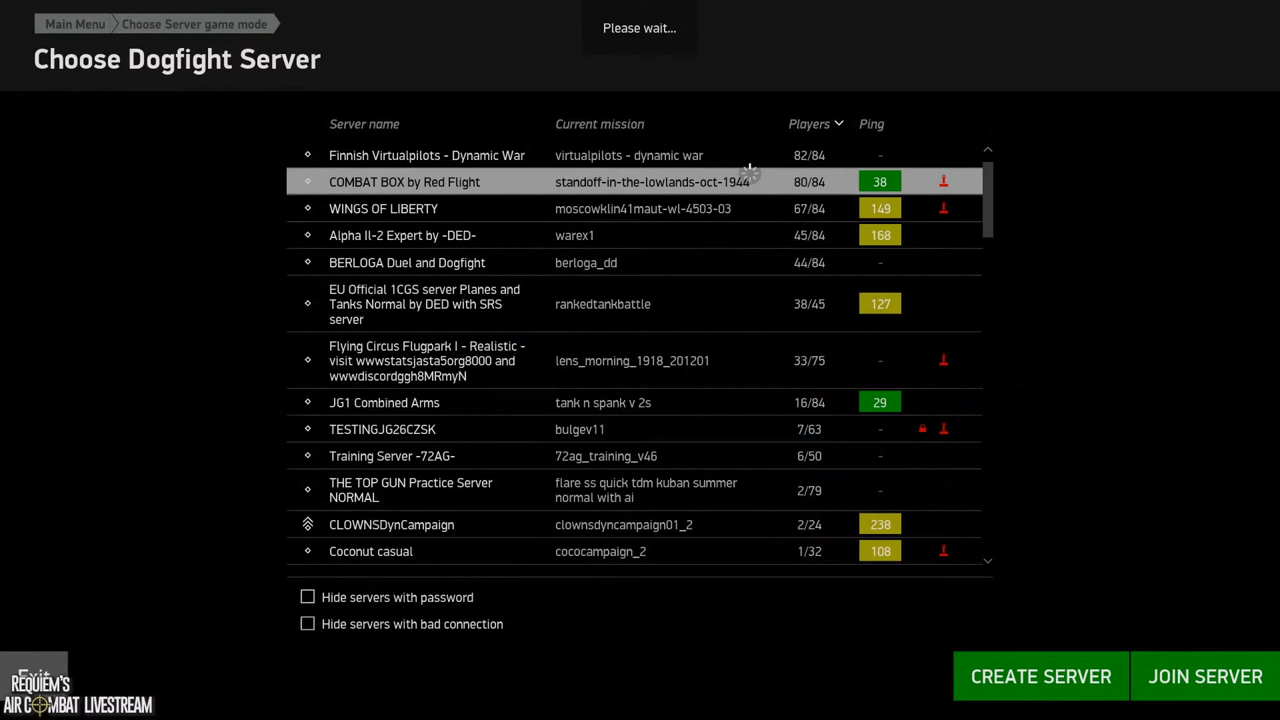 Main Menu Choose Server game mode
Please wait...
Choose Dogfight Server
Server name Current mission Players Ping
Finnish Virtualpilots - Dynamic War virtualpilots - dynamic war 82/84 -
COMBAT BOX by Red Flight standoff-in-the-lowlands-oct-1944 80/84 38
WINGS OF LIBERTY moscowklin41maut-wl-4503-03 67/84 149
Alpha Il-2 Expert by -DED- warex1 45/84 168
BERLOGA Duel and Dogfight berloga_dd 44/84 -
EU Official 1CGS server Planes and
Tanks Normal by DED with SRS rankedtankbattle 38/45 127
server
Flying Circus Flugpark I - Realistic -
visit wwwstatsjasta5org8000 and lens_morning_1918_201201 33/75 -
wwwdiscordggh8MRmyN
JG1 Combined Arms tank n spank v 2s 16/84 29
TESTINGJG26CZSK bulgev11 7/63 -
Training Server -72AG- 72ag_training_v46 6/50 -
THE TOP GUN Practice Server flare ss quick tdm kuban summer 2/79 -
NORMAL normal with ai
CLOWNSDynCampaign clownsdyncampaign01_2 2/24 238
Coconut casual cococampaign_2 1/32 108
Hide servers with password
Hide servers with bad connection
Exit
CREATE SERVER JOIN SERVER
REQUIEM'S
AIR COMBAT LIVESTREAM